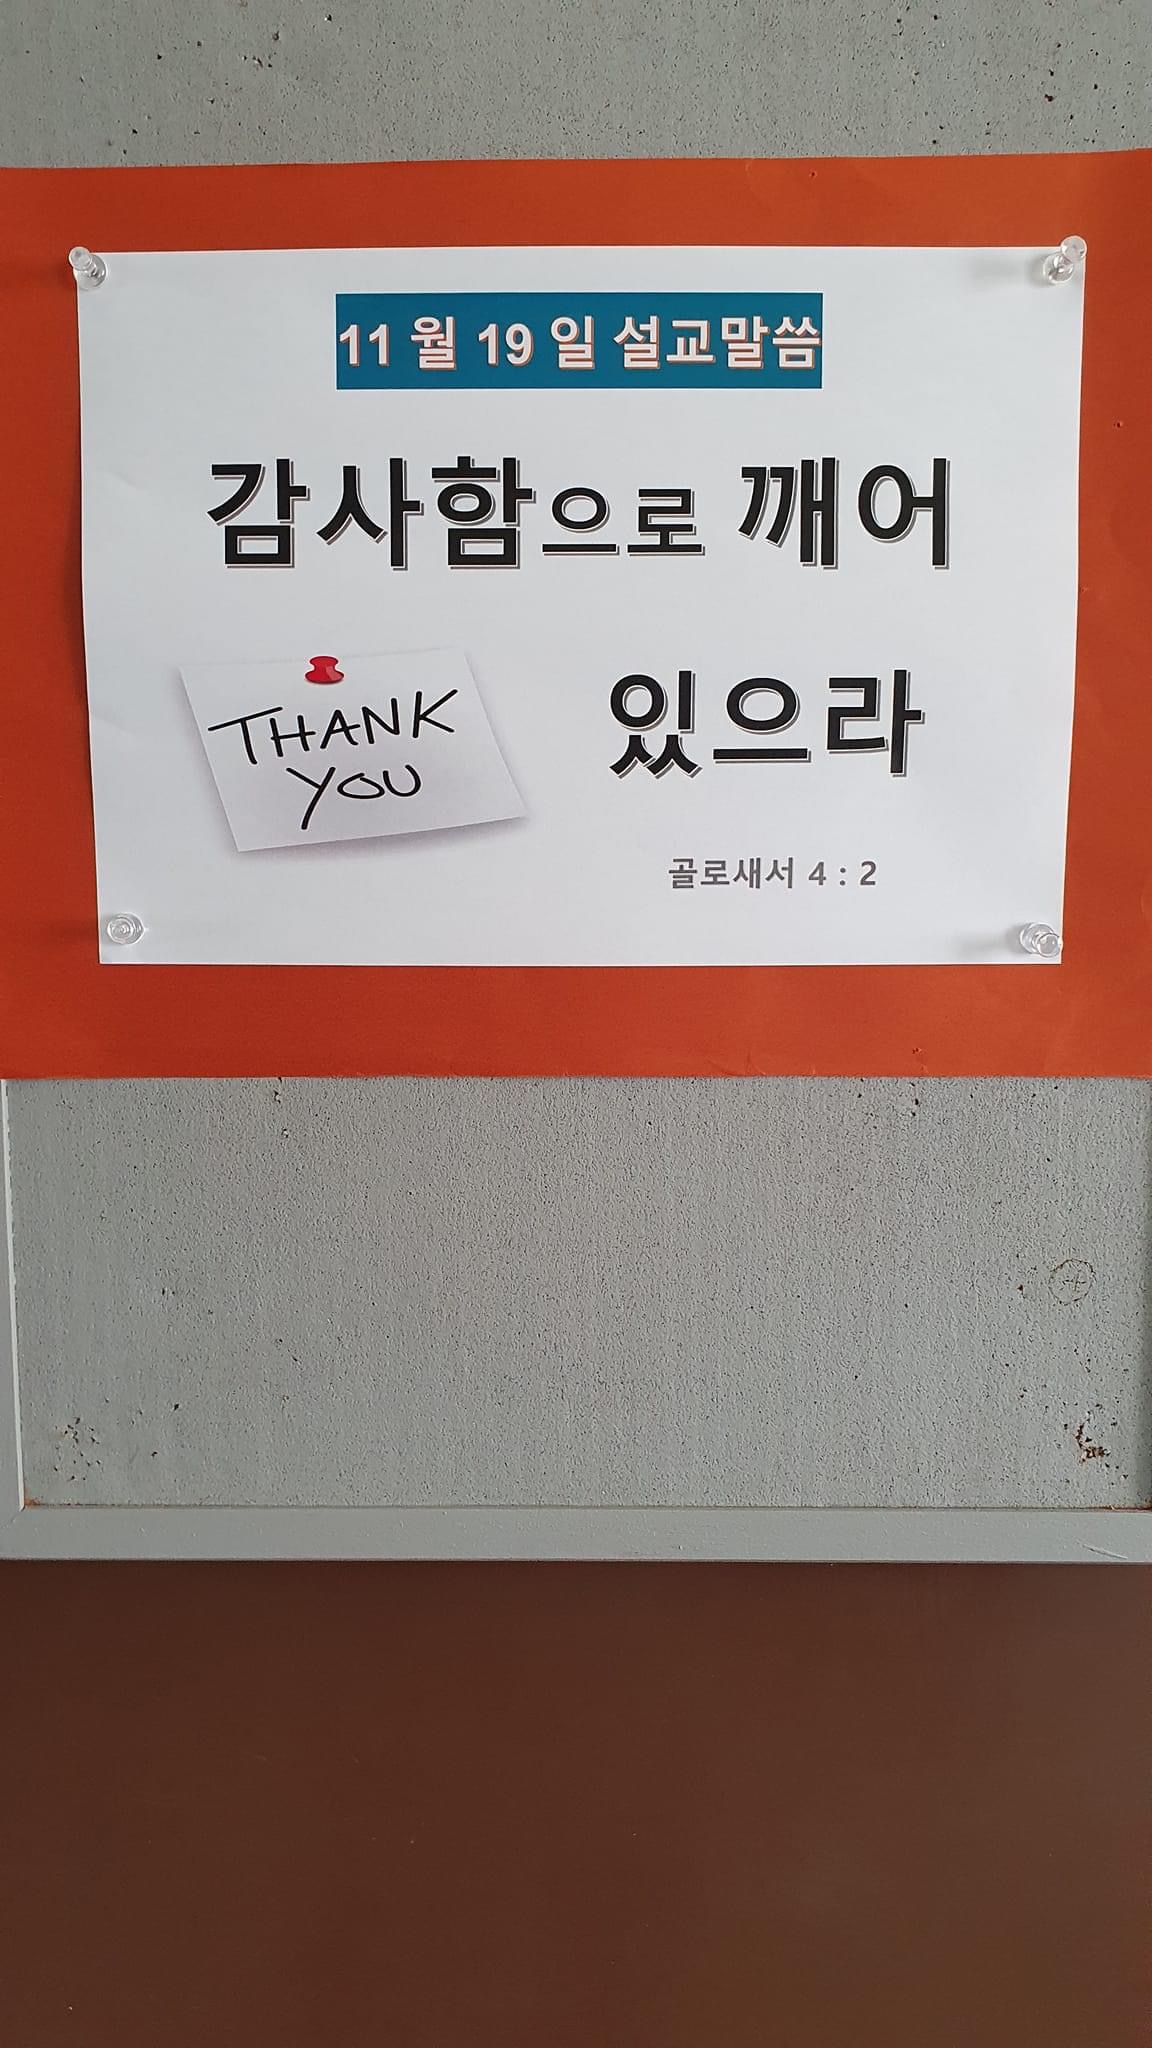 11 월 19 일 설교말씀
감사함으로 깨어
THANK
YOU
있으라
골로새서 4 : 2